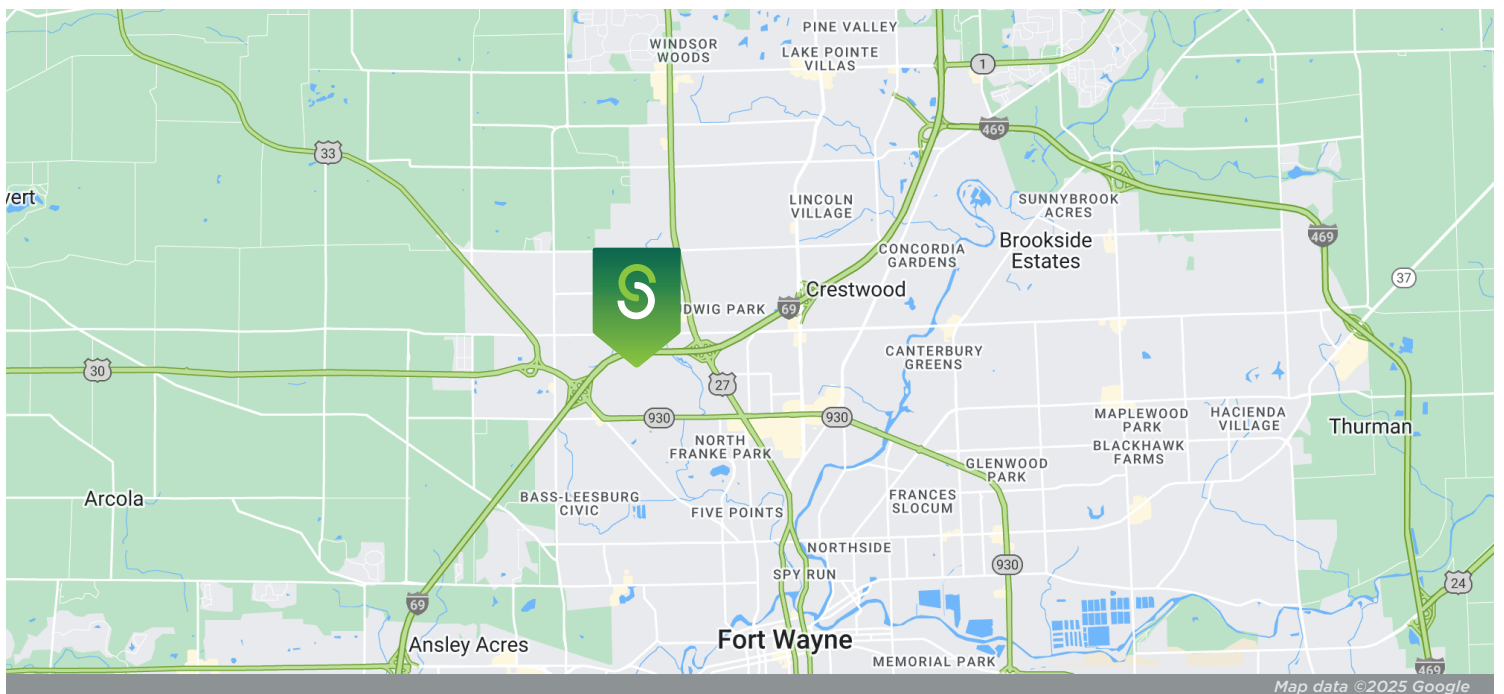 PINE VALLEY
WINDSOR
WOODS
LAKE POINTE
VILLAS
1
469
33
vert
LINCOLN
VILLAGE
SUNNYBROOK
ACRES
469
CONCORDIA
GARDENS
Brookside
Estates
37
S
Crestwood
UDWIG PARK
69
30
CANTERBURY
GREENS
27
930
930
MAPLEWOOD
PARK
HACIENDA
VILLAGE
Thurman
NORTH
FRANKE PARK
BLACKHAWK
FARMS
GLENWOOD
PARK
Arcola
BASS-LEESBURG
CIVIC
FIVE POINTS
FRANCES
SLOCUM
NORTHSIDE
930
SPY RUN
24
69
Ansley Acres
Fort Wayne
MEMORIAL PARK
469
Map data ©2025 Google